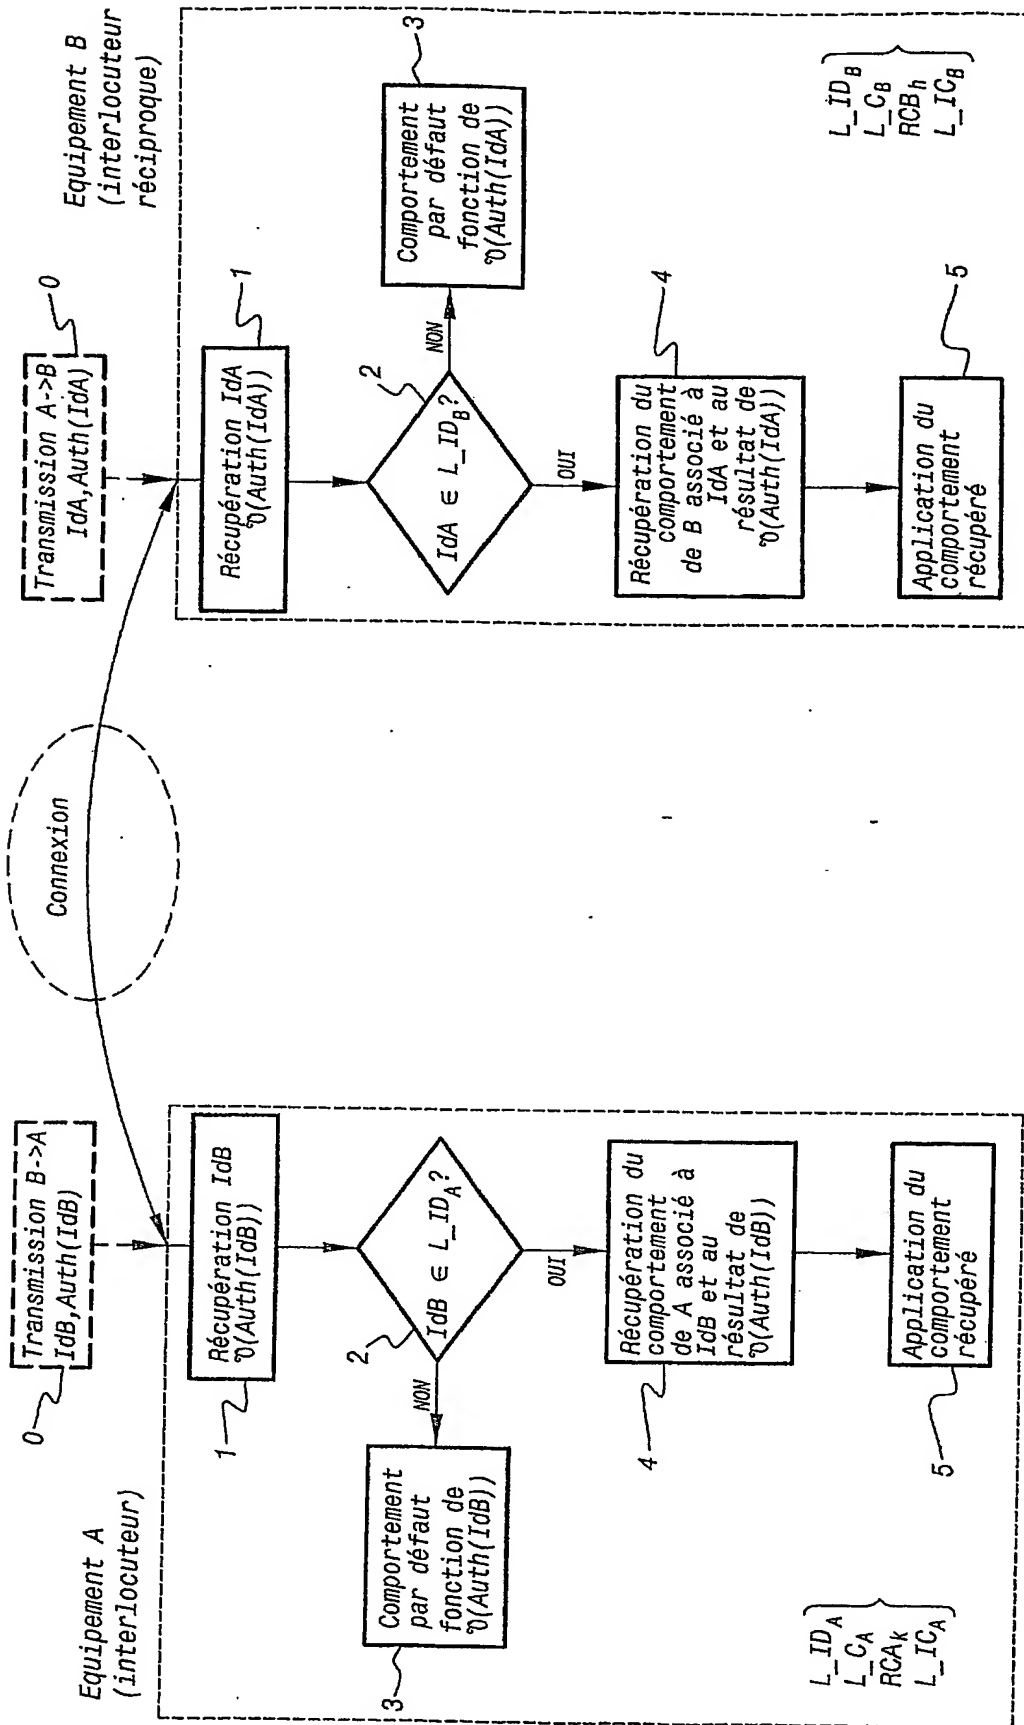 Equipement A
(interlocuteur)
0
Transmission B->A
IdB,Auth(IdB)
1
Récupération IdB
𝒱(Auth(IdB))
2
IdB ∈ L_ID_A?
NON
OUI
3
Comportement
par défaut
fonction de
𝒱(Auth(IdB))
4
Récupération du
comportement
de A associé à
IdB et au
résultat de
𝒱(Auth(IdB))
5
Application du
comportement
récupéré
L_ID_A
L_C_A
RCA_k
L_IC_A
Connexion
Equipement B
(interlocuteur
réciproque)
Transmission A->B
IdA,Auth(IdA)
0
Récupération IdA
𝒱(Auth(IdA))
1
2
IdA ∈ L_ID_B?
NON
OUI
Comportement
par défaut
fonction de
𝒱(Auth(IdA))
3
Récupération du
comportement
de B associé à
IdA et au
résultat de
𝒱(Auth(IdA))
4
Application du
comportement
récupéré
5
L_ID_B
L_C_B
RCB_h
L_IC_B